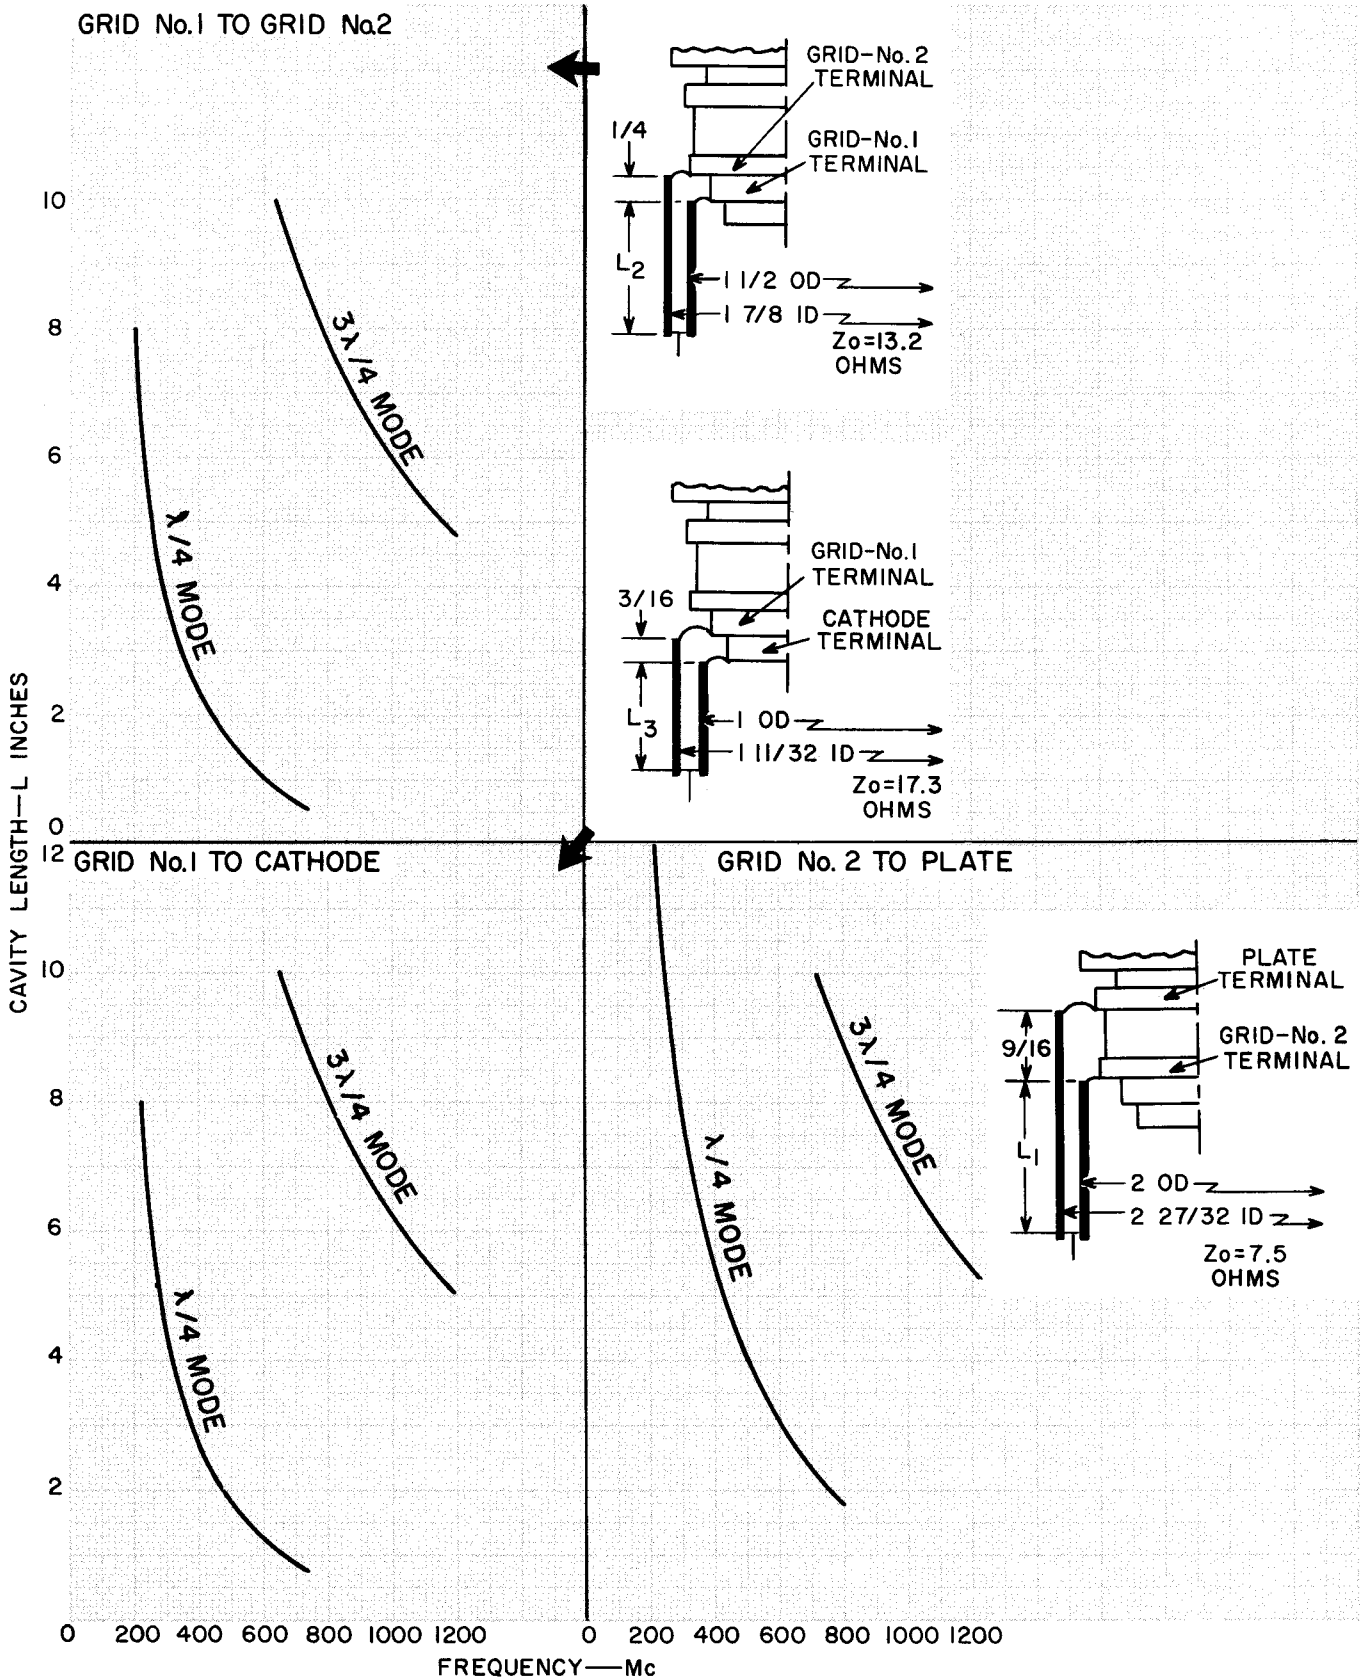 GRID No.1 TO GRID No.2
GRID-No.2
TERMINAL
GRID-No.1
TERMINAL
1/4
L2
1 1/2 OD
1 7/8 ID
Zo=13.2
OHMS
10
8
6
4
2
0
3λ/4 MODE
λ/4 MODE
GRID-No.1
TERMINAL
CATHODE
TERMINAL
3/16
L3
1 OD
1 11/32 ID
Zo=17.3
OHMS
CAVITY LENGTH—L INCHES
GRID No.1 TO CATHODE
12
10
8
6
4
2
3λ/4 MODE
λ/4 MODE
0 200 400 600 800 1000 1200
GRID No. 2 TO PLATE
λ/4 MODE
3λ/4 MODE
PLATE
TERMINAL
GRID-No. 2
TERMINAL
9/16
L1
2 OD
2 27/32 ID
Zo=7.5
OHMS
0 200 400 600 800 1000 1200
FREQUENCY—Mc